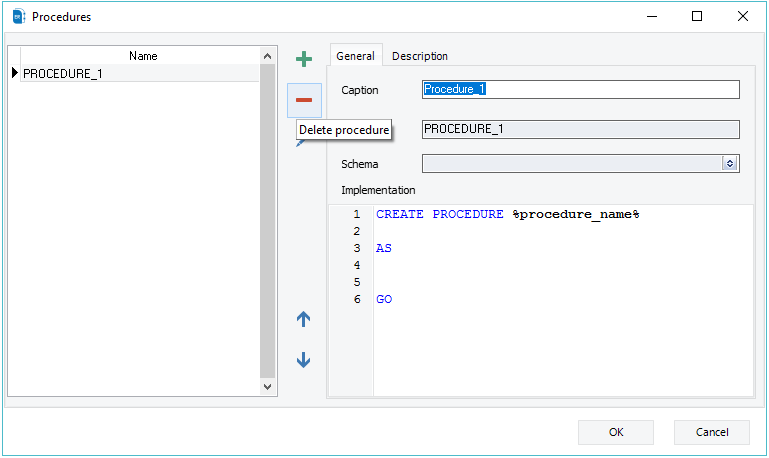 Procedures
Name
PROCEDURE_1
Delete procedure
General
Description
Caption
Procedure_1
PROCEDURE_1
Schema
Implementation
1 CREATE PROCEDURE %procedure_name%
2
3 AS
4
5
6 GO
OK
Cancel